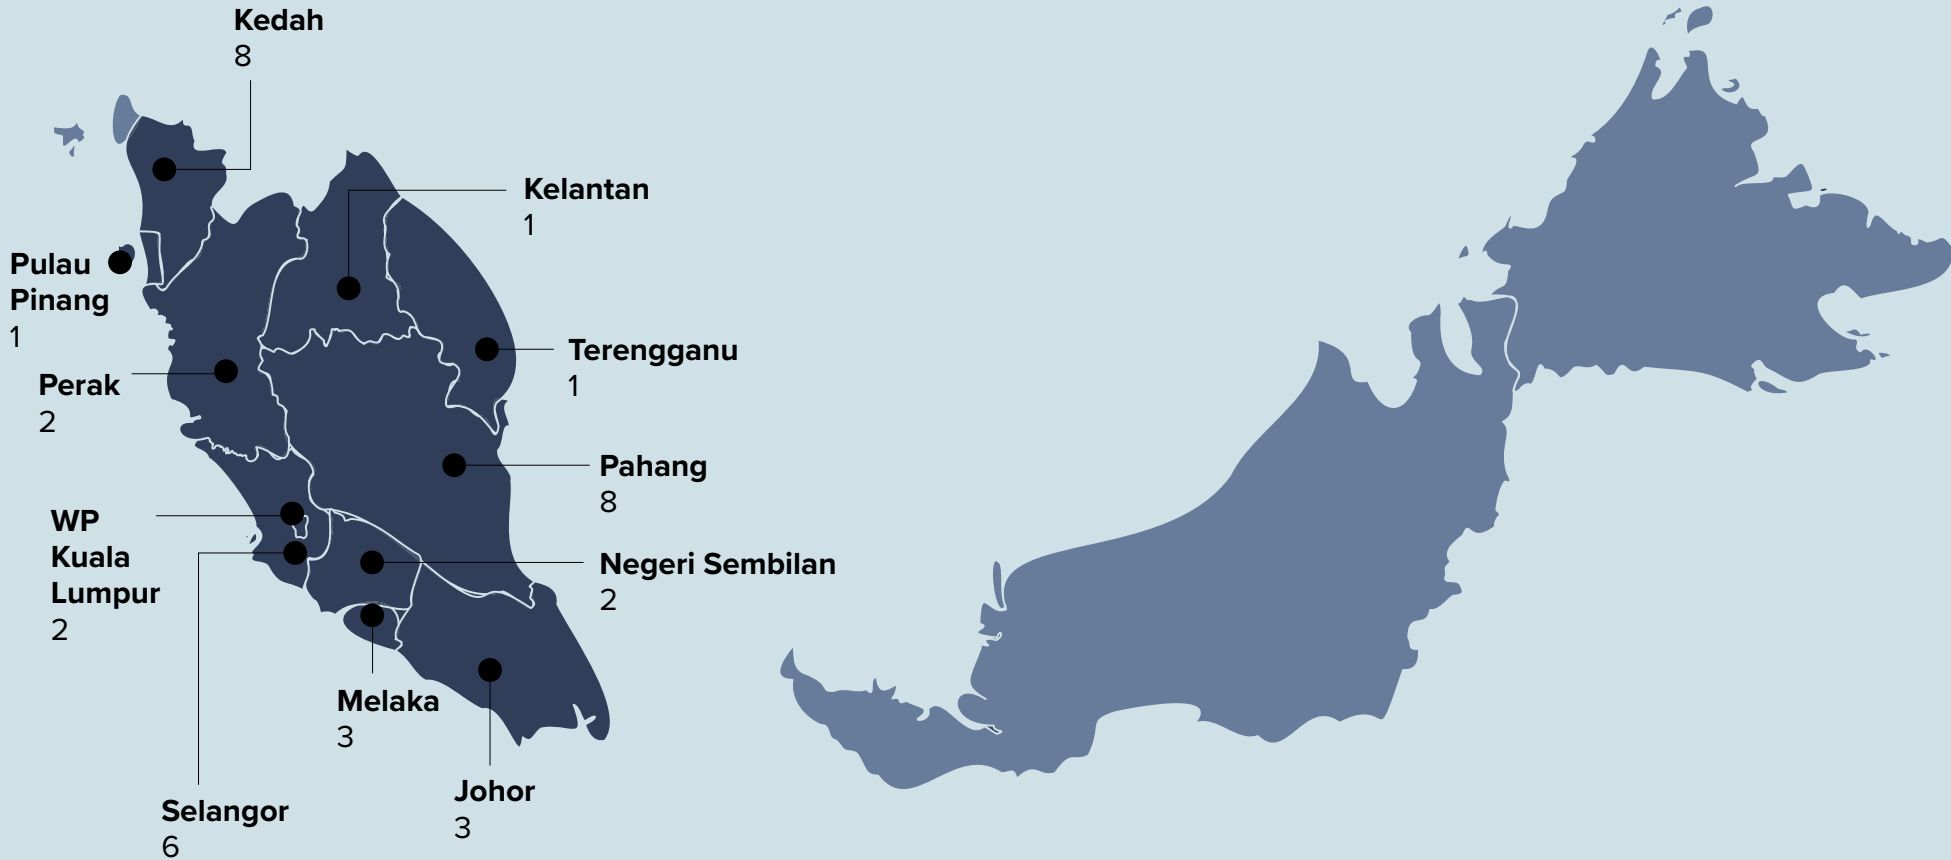 Kedah
8
Kelantan
1
Pulau
Pinang
1
Terengganu
1
Perak
2
Pahang
8
WP
Kuala
Lumpur
2
Negeri Sembilan
2
Melaka
3
Johor
3
Selangor
6